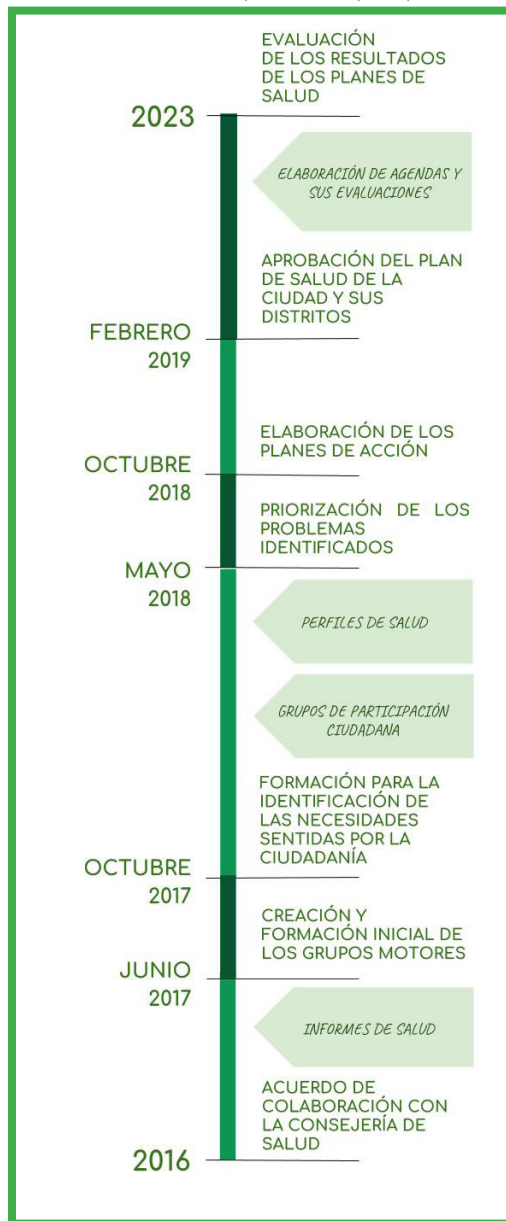 EVALUACIÓN
DE LOS RESULTADOS
DE LOS PLANES DE
SALUD
2023
ELABORACIÓN DE AGENDAS Y
SUS EVALUACIONES
APROBACIÓN DEL PLAN
DE SALUD DE LA
CIUDAD Y SUS
DISTRITOS
FEBRERO
2019
ELABORACIÓN DE LOS
PLANES DE ACCIÓN
OCTUBRE
2018
PRIORIZACIÓN DE LOS
PROBLEMAS
IDENTIFICADOS
MAYO
2018
PERFILES DE SALUD
GRUPOS DE PARTICIPACIÓN
CIUDADANA
FORMACIÓN PARA LA
IDENTIFICACIÓN DE
LAS NECESIDADES
SENTIDAS POR LA
CIUDADANÍA
OCTUBRE
2017
CREACIÓN Y
FORMACIÓN INICIAL DE
LOS GRUPOS MOTORES
JUNIO
2017
INFORMES DE SALUD
ACUERDO DE
COLABORACIÓN CON
LA CONSEJERÍA DE
SALUD
2016